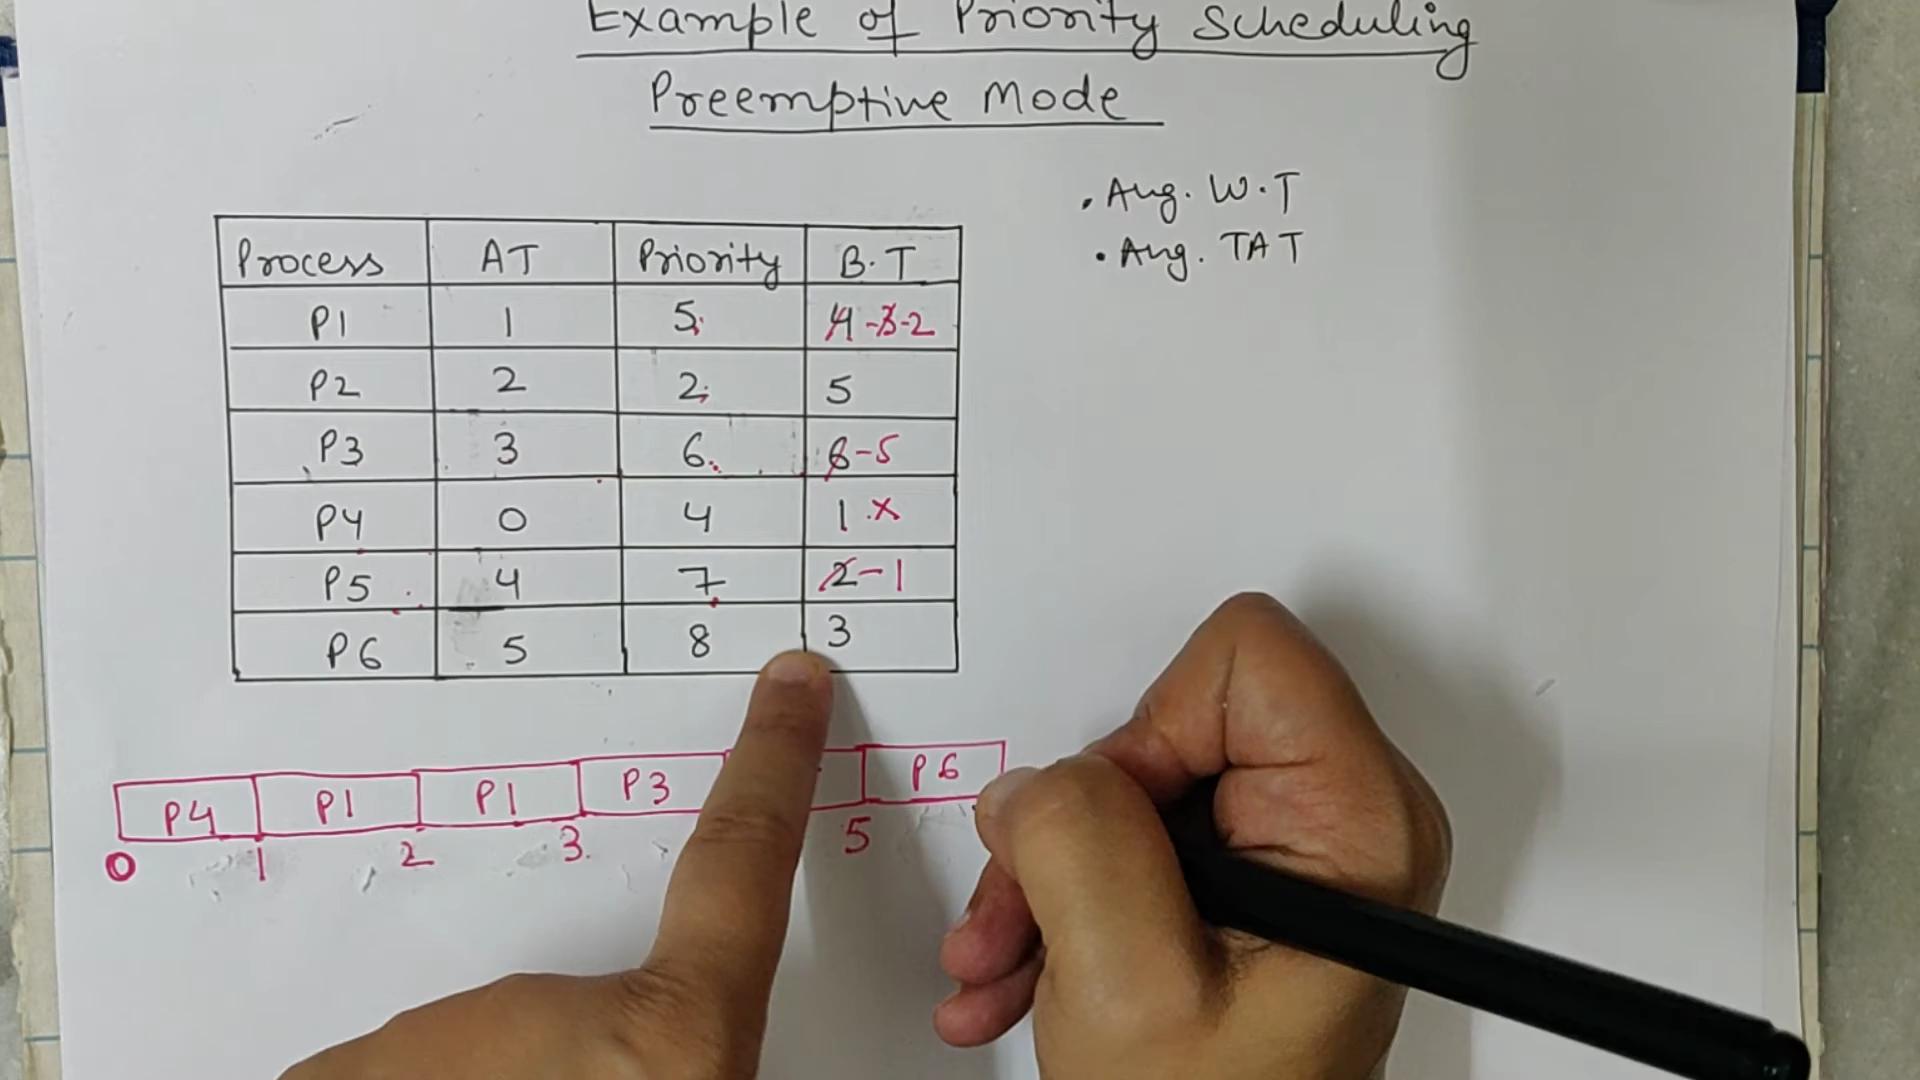 Example of Priority Scheduling
Preemptive Mode
. Avg. W.T
. Avg. TAT
Process AT Priority B.T
P1 1 5 4-3-2
P2 2 2 5
P3 3 6 6-5
P4 0 4 1 x
P5 4 7 2-1
P6 5 8 3
P4 P1 P1 P3 P6
0 1 2 3 5